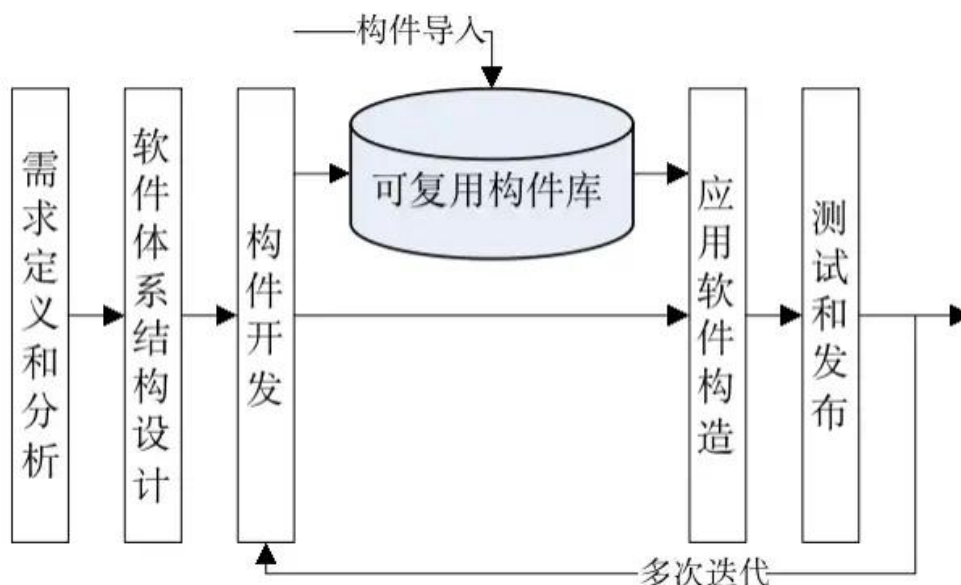 构件导入
需求定义和分析
软件体系结构设计
构件开发
可复用构件库
应用软件构造
测试和发布
多次迭代